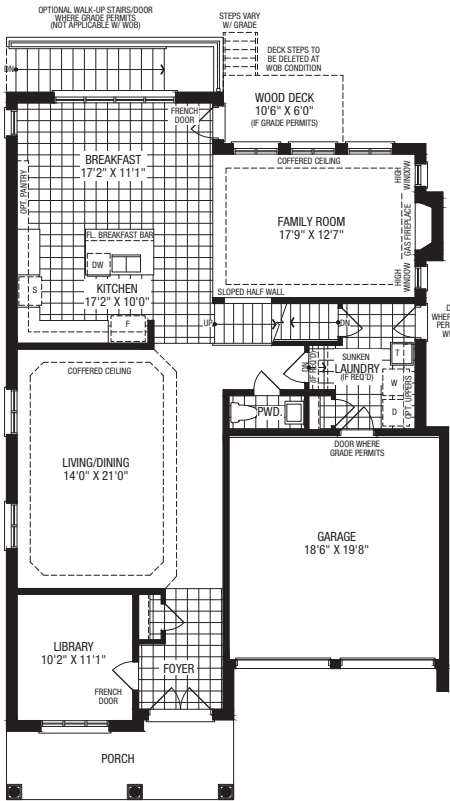 OPTIONAL WALK-UP STAIRS/DOOR
WHERE GRADE PERMITS
(NOT APPLICABLE W/ WOB)
STEPS VARY
W/ GRADE
DECK STEPS TO
BE DELETED AT
WOB CONDITION
DN
WOOD DECK
10'6" X 6'0"
(IF GRADE PERMITS)
FRENCH
DOOR
BREAKFAST
17'2" X 11'1"
COFFERED CEILING
HIGH
WINDOW
OPT. PANTRY
FAMILY ROOM
17'9" X 12'7"
GAS FIREPLACE
FL. BREAKFAST BAR
DW
HIGH
WINDOW
KITCHEN
17'2" X 10'0"
S
SLOPED HALF WALL
F
UP
DN
SUNKEN
LAUNDRY
(IF REQ'D)
DN
(IF REQ'D)
W
D
OPT. UPPERS
COFFERED CEILING
PWD.
DOOR WHERE
GRADE PERMITS
LIVING/DINING
14'0" X 21'0"
GARAGE
18'6" X 19'8"
LIBRARY
10'2" X 11'1"
FOYER
FRENCH
DOOR
PORCH